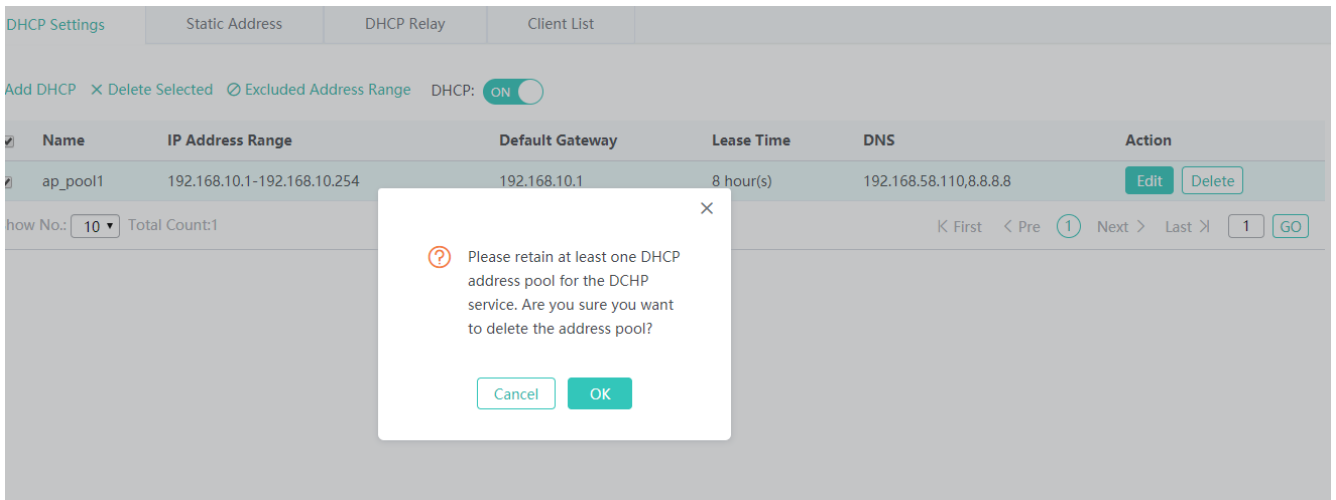 DHCP Settings Static Address DHCP Relay Client List
Add DHCP Delete Selected Excluded Address Range DHCP: ON
Name IP Address Range Default Gateway Lease Time DNS Action
ap_pool1 192.168.10.1-192.168.10.254 192.168.10.1 8 hour(s) 192.168.58.110,8.8.8.8 Edit Delete
how No.: 10 Total Count:1 First Pre 1 Next Last 1 GO
Please retain at least one DHCP
address pool for the DCHP
service. Are you sure you want
to delete the address pool?
Cancel OK